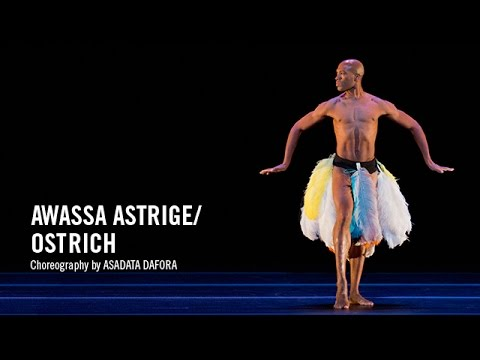 AWASSA ASTRIGE/
OSTRICH
Choreography by ASADATA DAFORA